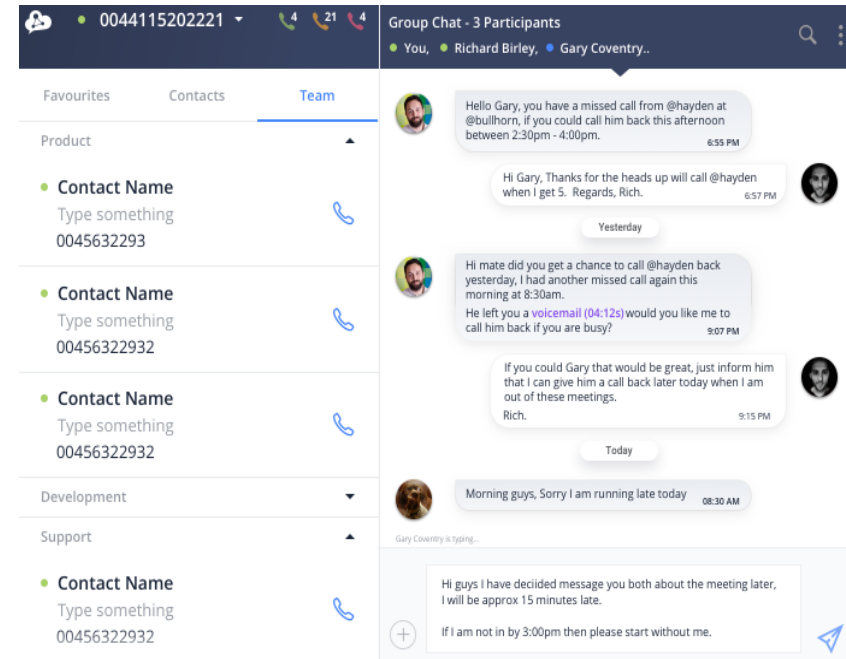 0044115202221
4
21
4
Favourites
Contacts
Team
Product
Contact Name
Type something
0045632293
Contact Name
Type something
00456322932
Contact Name
Type something
00456322932
Development
Support
Contact Name
Type something
00456322932
Group Chat - 3 Participants
You, Richard Birley, Gary Coventry..
Hello Gary, you have a missed call from @hayden at
@bullhorn, if you could call him back this afternoon
between 2:30pm - 4:00pm.
6:55 PM
Hi Gary, Thanks for the heads up will call @hayden
when I get 5. Regards, Rich.
6:57 PM
Yesterday
Hi mate did you get a chance to call @hayden back
yesterday, I had another missed call again this
morning at 8:30am.
He left you a voicemail (04:12s) would you like me to
call him back if you are busy?
9:07 PM
If you could Gary that would be great, just inform him
that I can give him a call back later today when I am
out of these meetings.
Rich.
9:15 PM
Today
Morning guys, Sorry I am running late today
08:30 AM
Gary Coventry is typing...
Hi guys I have deciided message you both about the meeting later,
I will be approx 15 minutes late.
If I am not in by 3:00pm then please start without me.